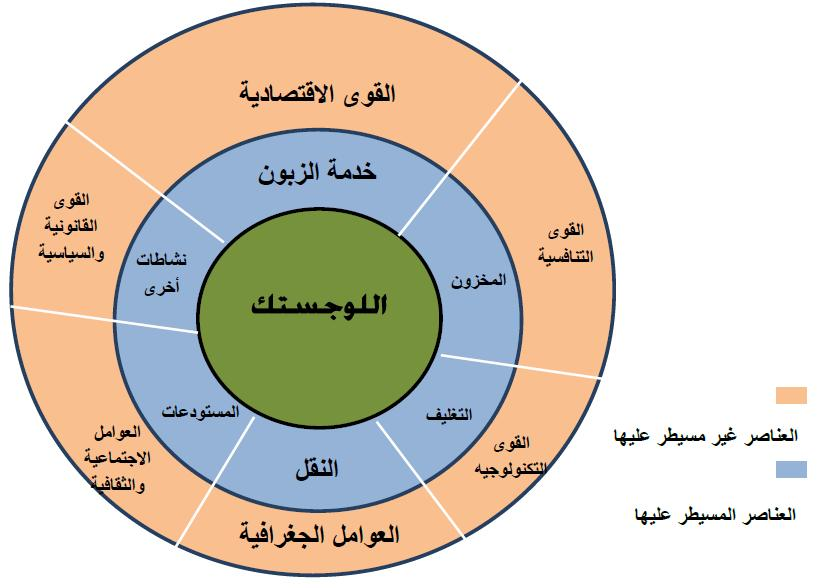 القوى الاقتصادية
خدمة الزبون
القوى
التنافسية
المخزون
القوى
القانونية
والسياسية
نشاطات
أخرى
اللوجستك
التغليف
القوى
التكنولوجيه
المستودعات
العوامل
الاجتماعية
والثقافية
النقل
العوامل الجغرافية
العناصر غير مسيطر عليها
العناصر المسيطر عليها